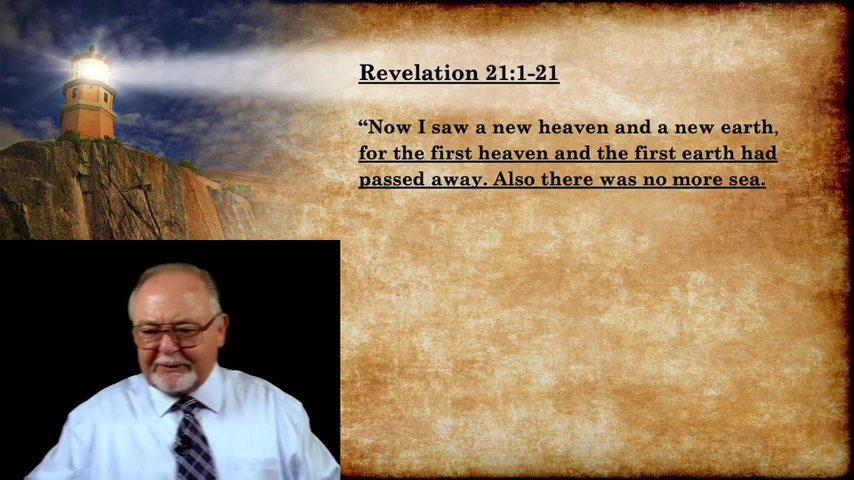 Revelation 21:1-21
“Now I saw a new heaven and a new earth,
for the first heaven and the first earth had
passed away. Also there was no more sea.